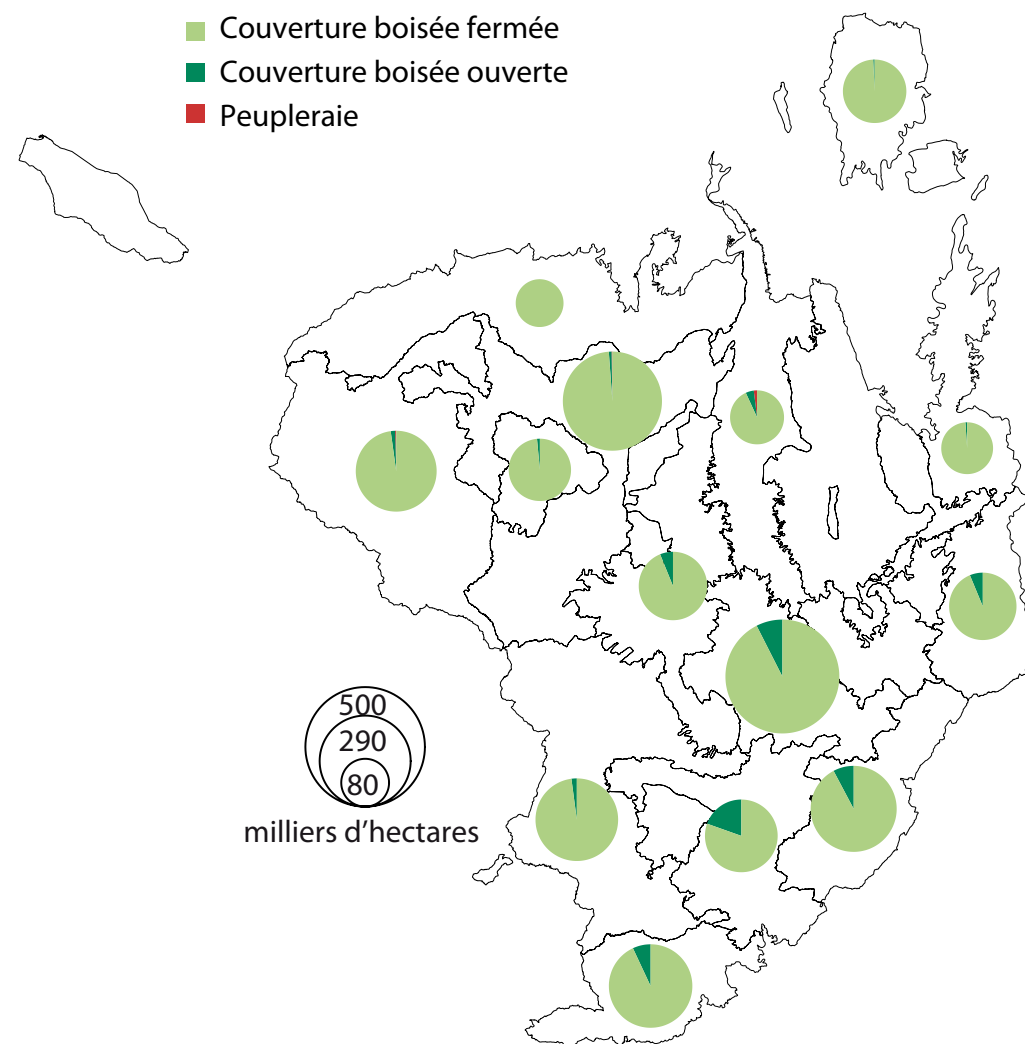 Couverture boisée fermée
Couverture boisée ouverte
Peupleraie
500
290
80
milliers d’hectares